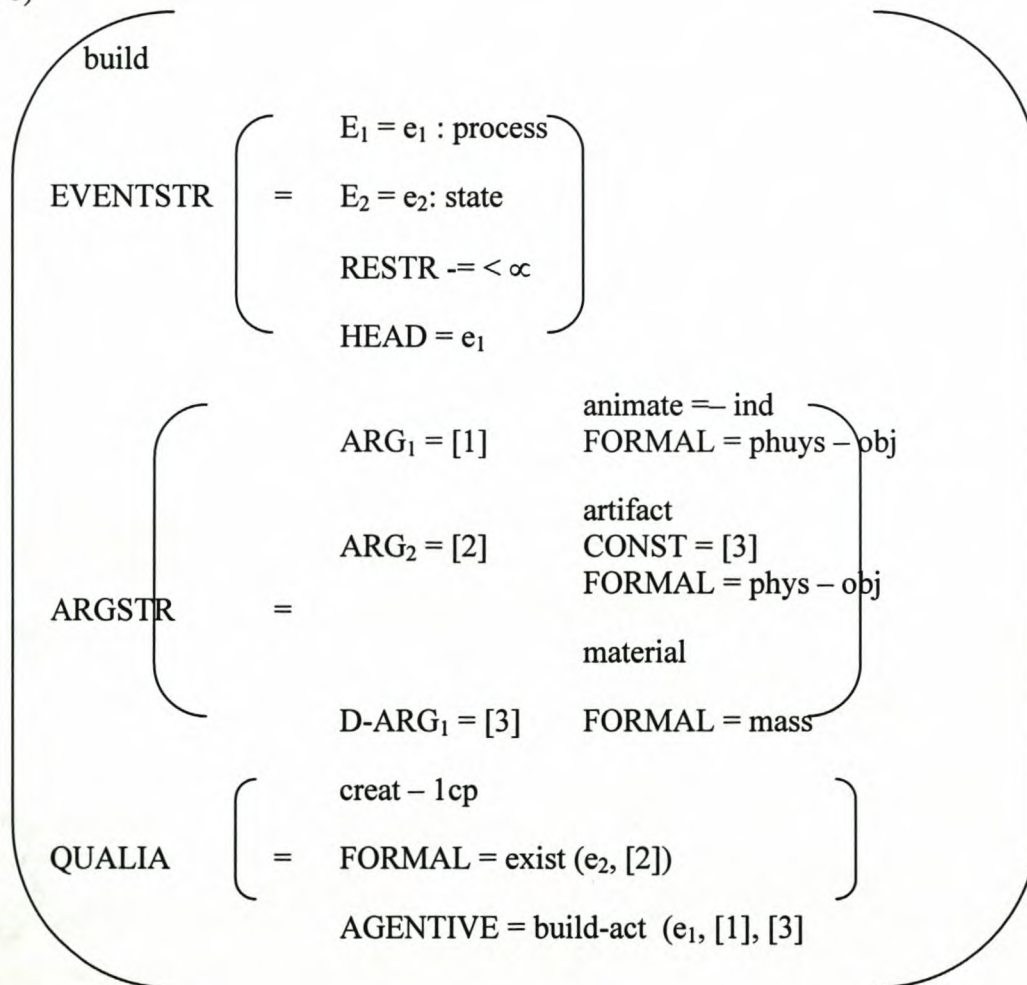 build
E₁ = e₁ : process
EVENTSTR = E₂ = e₂: state
RESTR -= < ∝
HEAD = e₁
animate =– ind
ARG₁ = [1] FORMAL = phuys – obj
artifact
ARG₂ = [2] CONST = [3]
FORMAL = phys – obj
ARGSTR =
material
D-ARG₁ = [3] FORMAL = mass
creat – 1cp
QUALIA = FORMAL = exist (e₂, [2])
AGENTIVE = build-act (e₁, [1], [3]